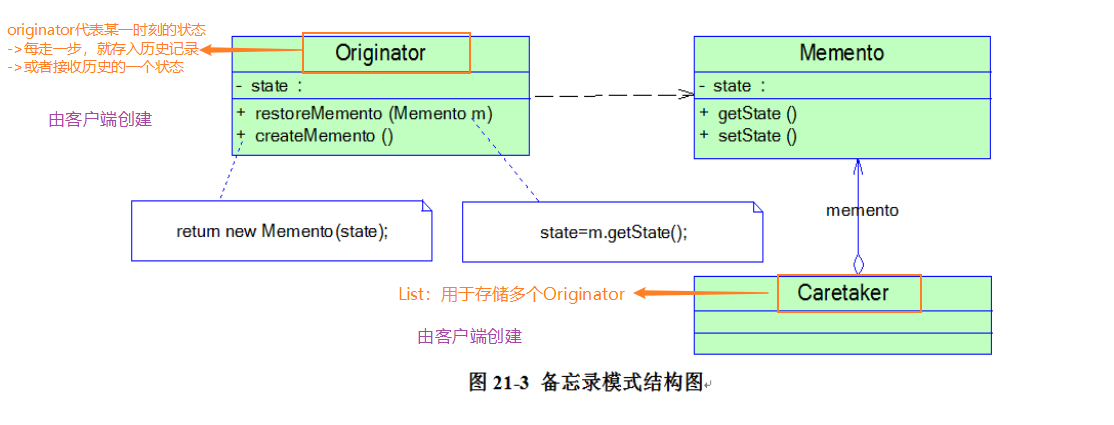 originator代表某一时刻的状态
->每走一步，就存入历史记录
->或者接收历史的一个状态
由客户端创建
Originator
- state :
+ restoreMemento (Memento m)
+ createMemento ()
Memento
- state :
+ getState ()
+ setState ()
return new Memento(state);
state=m.getState();
memento
List：用于存储多个Originator
由客户端创建
Caretaker
图 21-3 备忘录模式结构图